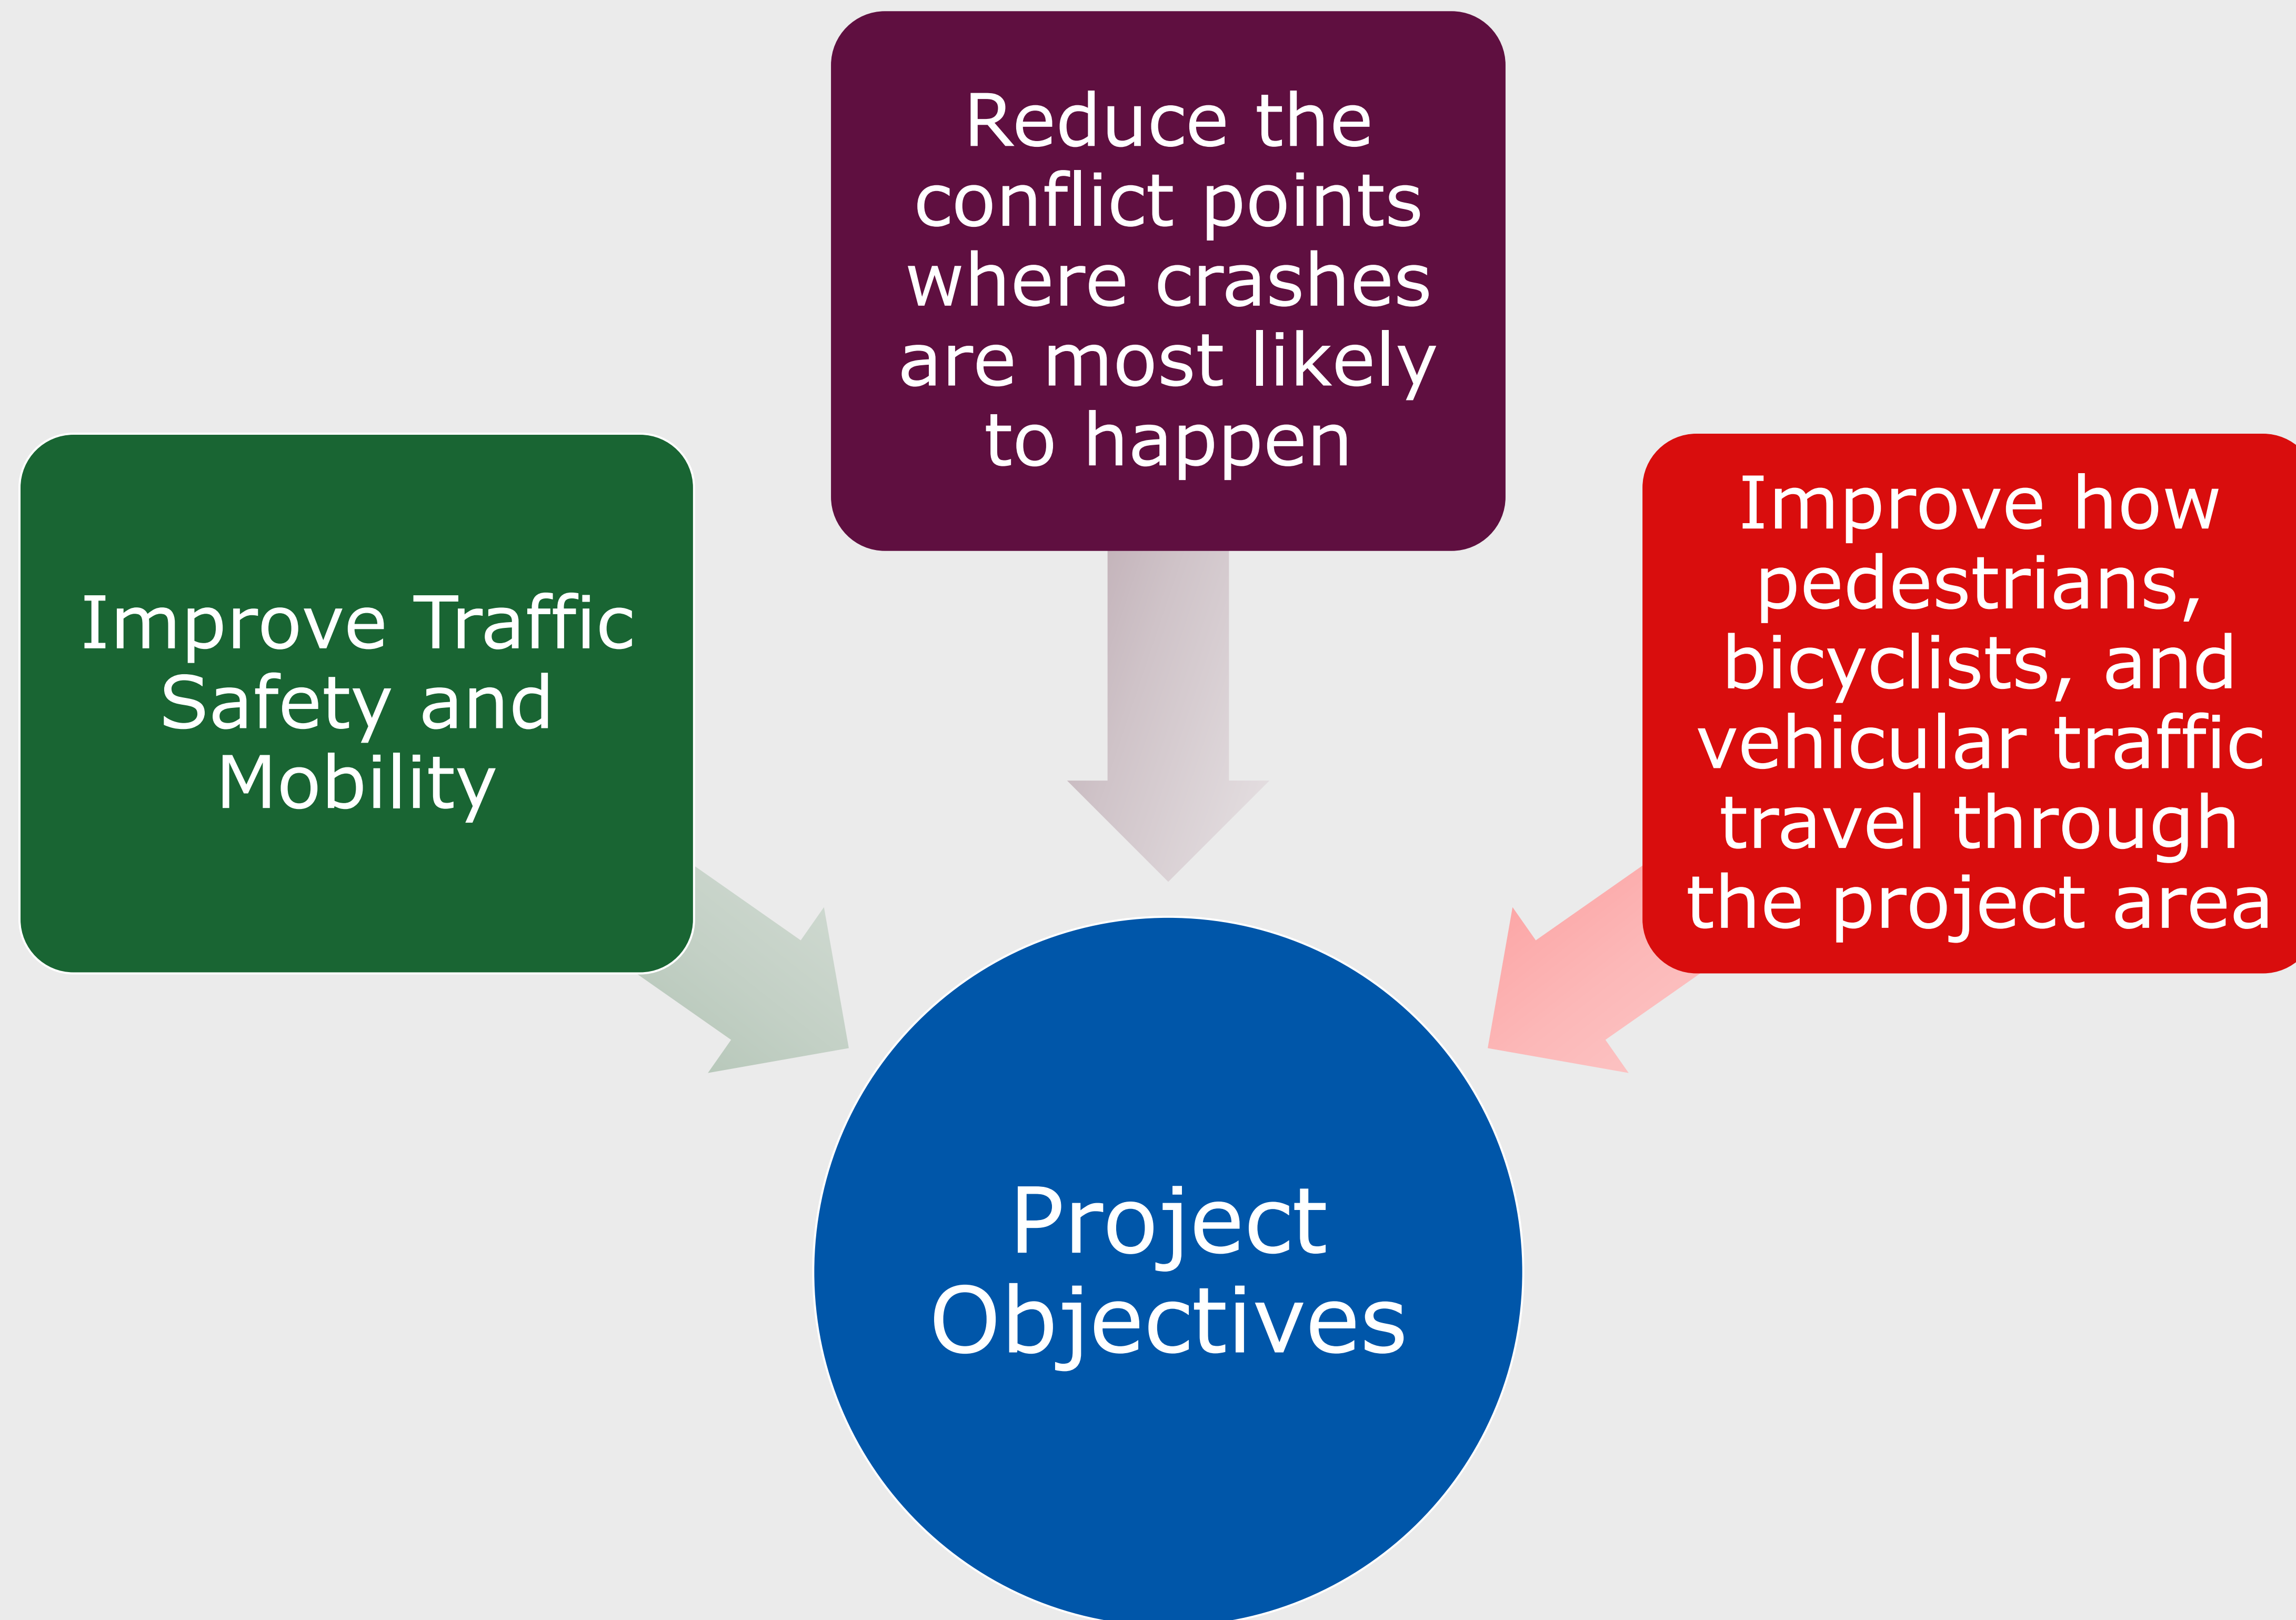 Reduce the
conflict points
where crashes
are most likely
to happen
Improve Traffic
Safety and
Mobility
Improve how
pedestrians,
bicyclists, and
vehicular traffic
travel through
the project area
Project
Objectives